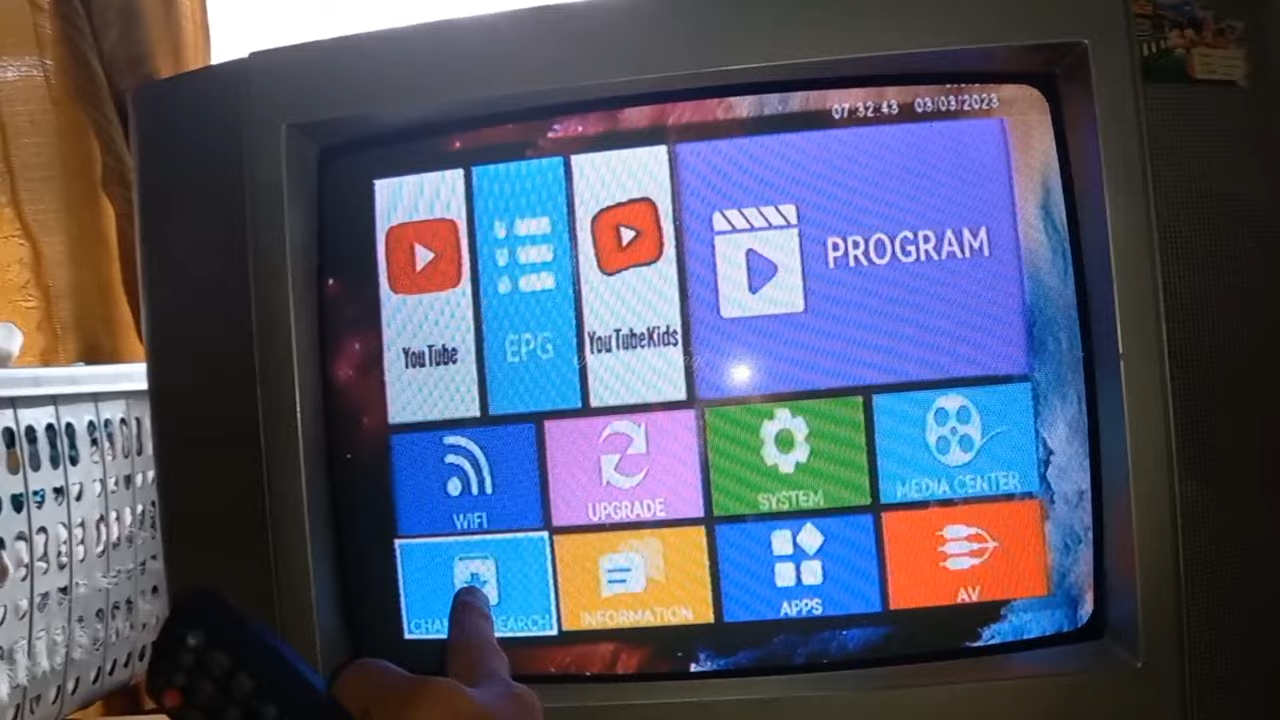 07:32:43 03/03/2023
YouTube
EPG
YouTubeKids
PROGRAM
WIFI
UPGRADE
SYSTEM
MEDIA CENTER
INFORMATION
APPS
AV